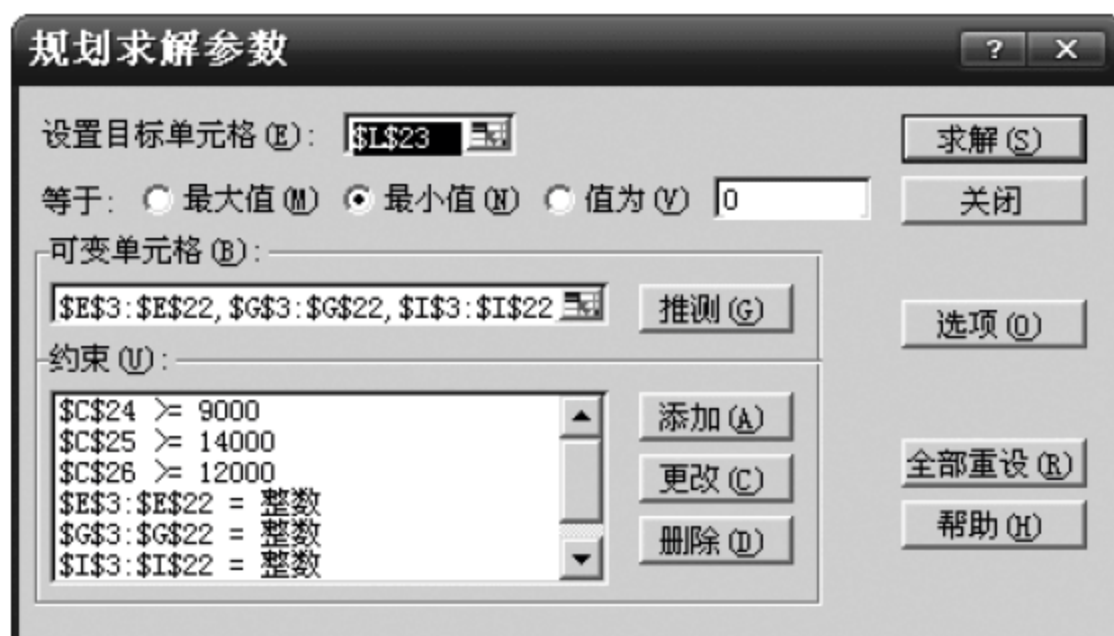 规划求解参数 ? X
设置目标单元格(E): $L$23 求解(S)
等于: 最大值(M) 最小值(N) 值为(V) 0 关闭
可变单元格(B):
$E$3:$E$22,$G$3:$G$22,$I$3:$I$22 推测(G) 选项(O)
约束(U):
$C$24 >= 9000 添加(A)
$C$25 >= 14000
$C$26 >= 12000 更改(C) 全部重设(R)
$E$3:$E$22 = 整数
$G$3:$G$22 = 整数 删除(D) 帮助(H)
$I$3:$I$22 = 整数